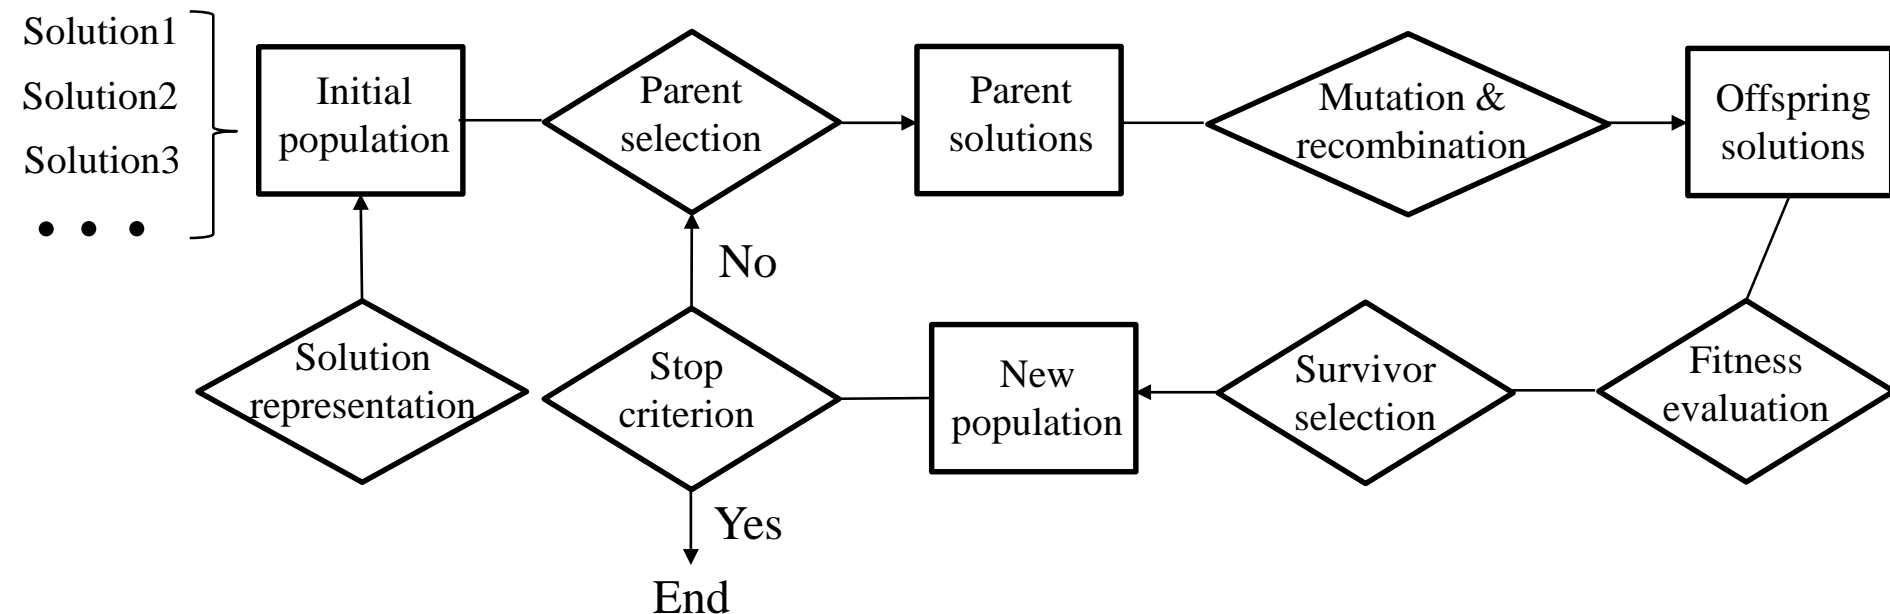 Solution1
Solution2
Solution3
Initial
population
Parent
selection
Parent
solutions
Mutation &
recombination
Offspring
solutions
No
Solution
representation
Stop
criterion
New
population
Survivor
selection
Fitness
evaluation
Yes
End